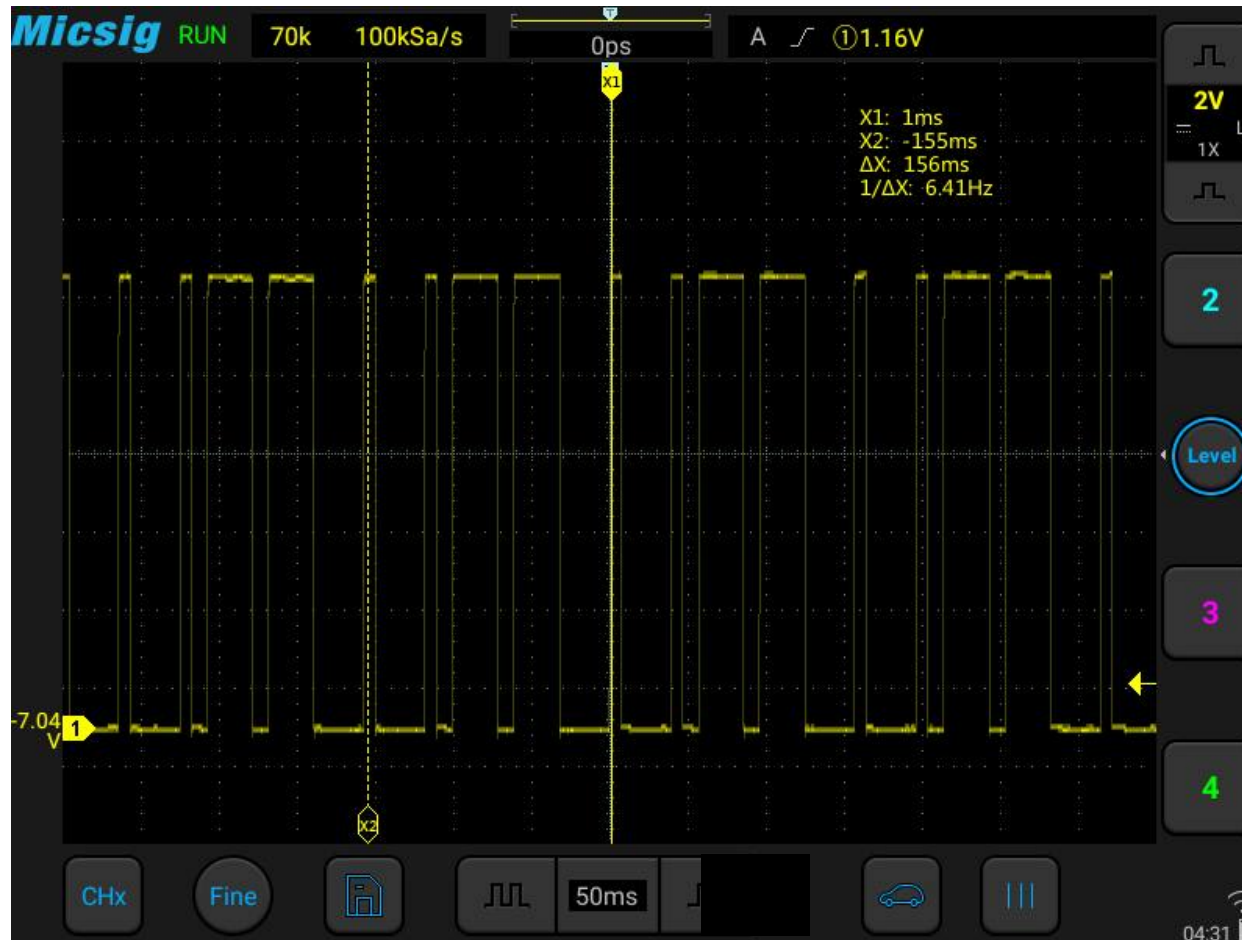 Micsig RUN 70k 100kSa/s T 0ps A ①1.16V
X1
X1: 1ms
X2: -155ms
ΔX: 156ms
1/ΔX: 6.41Hz
2V
L
1X
2
Level
3
-7.04
V
1
4
X2
CHx Fine 50ms
04:31